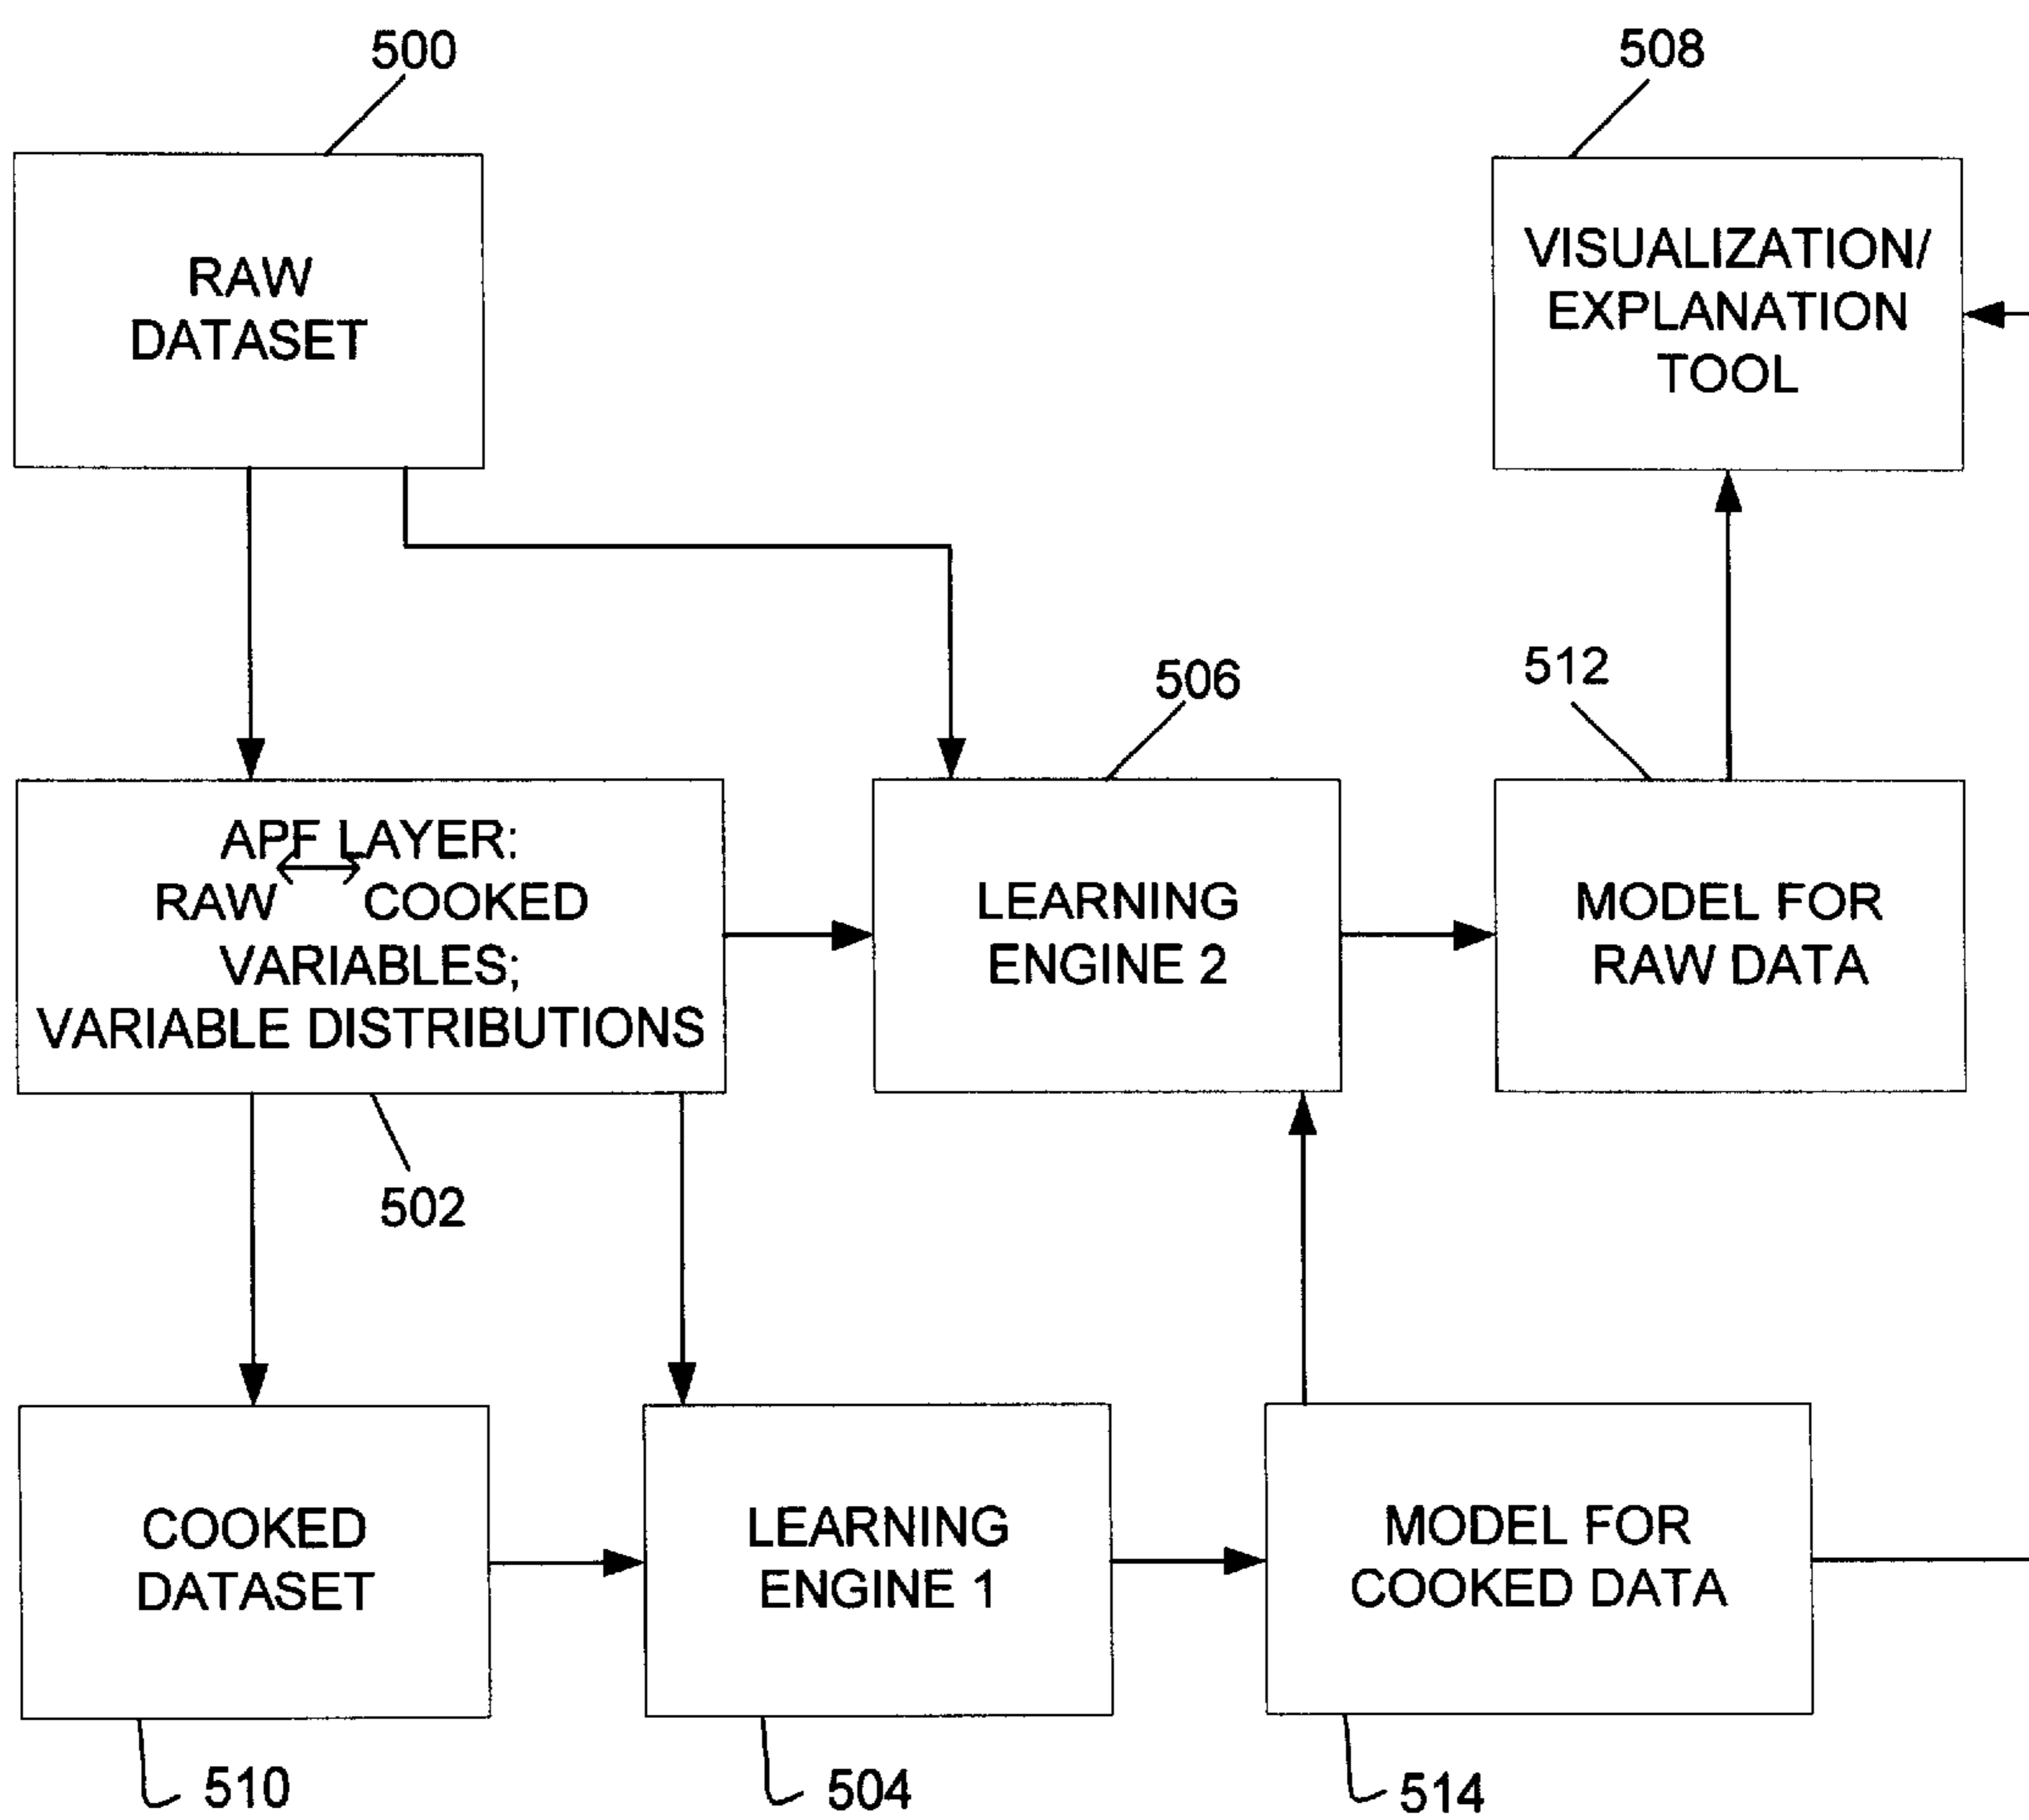 500
508
RAW
DATASET
VISUALIZATION/
EXPLANATION
TOOL
506
512
APF LAYER:
RAW COOKED
VARIABLES;
VARIABLE DISTRIBUTIONS
LEARNING
ENGINE 2
MODEL FOR
RAW DATA
502
COOKED
DATASET
LEARNING
ENGINE 1
MODEL FOR
COOKED DATA
510
504
514